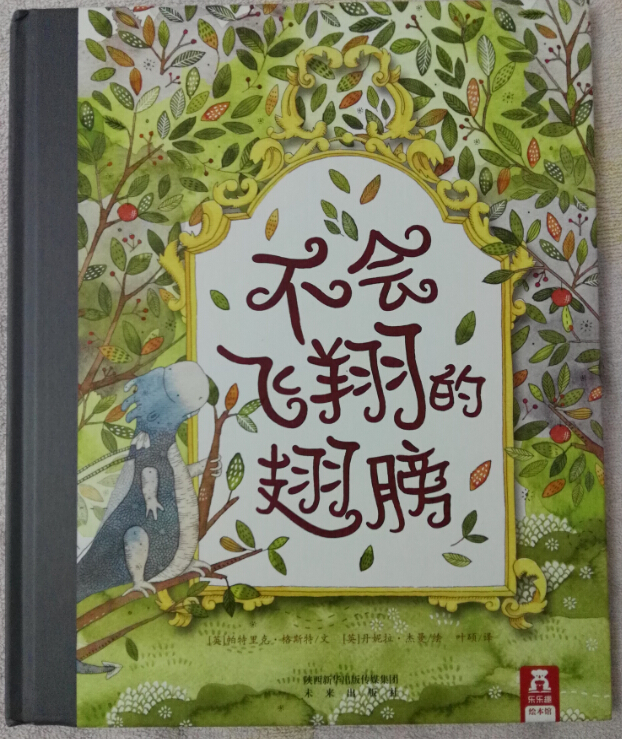 不会
飞翔的
翅膀
[英]帕特里克·格斯特/文 [英]丹妮拉·杰曼/绘 叶硕/译
陕西新华出版传媒集团
未来出版社
乐乐趣
绘本馆